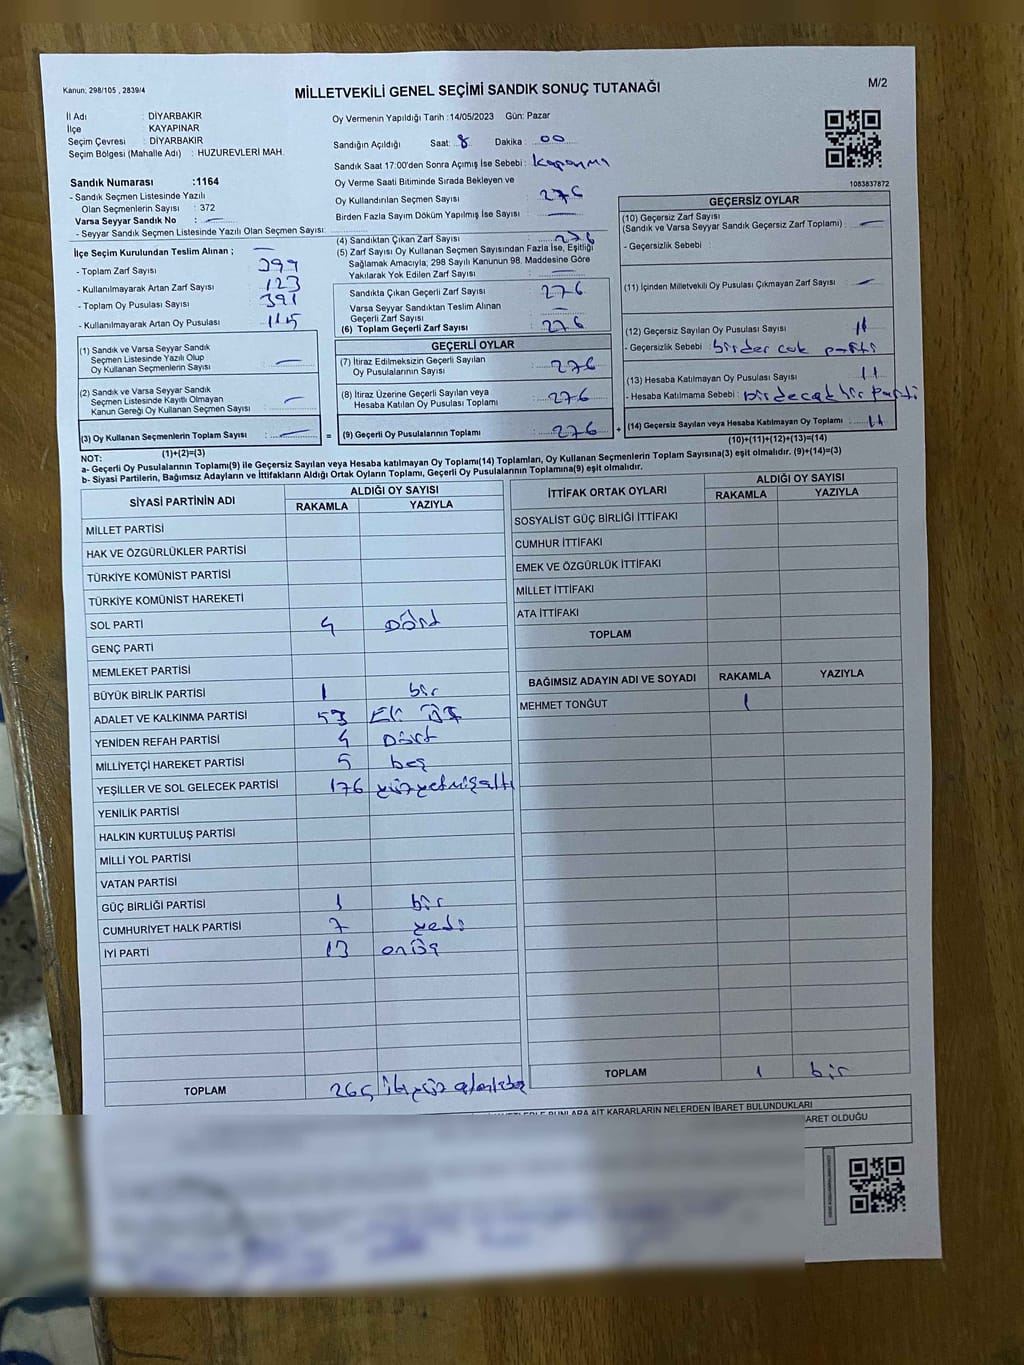 Kanun: 298/105 , 2839/4
MİLLETVEKİLİ GENEL SEÇİMİ SANDIK SONUÇ TUTANAĞI
M/2
İl Adı : DİYARBAKIR
İlçe : KAYAPINAR
Seçim Çevresi : DİYARBAKIR
Seçim Bölgesi (Mahalle Adı) : HUZUREVLERİ MAH.
Oy Vermenin Yapıldığı Tarih :14/05/2023 Gün: Pazar
Sandığın Açıldığı Saat: 8 Dakika 00
Sandık Saat 17:00'den Sonra Açımış İse Sebebi : Kapanma
Oy Verme Saati Bitiminde Sırada Bekleyen ve
Oy Kullandırılan Seçmen Sayısı 276
Birden Fazla Sayım Döküm Yapılmış İse Sayısı —
Sandık Numarası :1164
- Sandık Seçmen Listesinde Yazılı
Olan Seçmenlerin Sayısı : 372
Varsa Seyyar Sandık No : —
- Seyyar Sandık Seçmen Listesinde Yazılı Olan Seçmen Sayısı:
İlçe Seçim Kurulundan Teslim Alınan ; —
- Toplam Zarf Sayısı 399
- Kullanılmayarak Artan Zarf Sayısı 123
- Toplam Oy Pusulası Sayısı 391
- Kullanılmayarak Artan Oy Pusulası 115
(1) Sandık ve Varsa Seyyar Sandık
Seçmen Listesinde Yazılı Olup
Oy Kullanan Seçmenlerin Sayısı : —
(2) Sandık ve Varsa Seyyar Sandık
Seçmen Listesinde Kayıtlı Olmayan
Kanun Gereği Oy Kullanan Seçmen Sayısı : —
(3) Oy Kullanan Seçmenlerin Toplam Sayısı : —
(1)+(2)=(3)
(4) Sandıktan Çıkan Zarf Sayısı 276
(5) Zarf Sayısı Oy Kullanan Seçmen Sayısından Fazla İse, Eşitliği
Sağlamak Amacıyla; 298 Sayılı Kanunun 98. Maddesine Göre
Yakılarak Yok Edilen Zarf Sayısı : —
Sandıkta Çıkan Geçerli Zarf Sayısı : 276
Varsa Seyyar Sandıktan Teslim Alınan
Geçerli Zarf Sayısı : —
(6) Toplam Geçerli Zarf Sayısı : 276
GEÇERLİ OYLAR
(7) İtiraz Edilmeksizin Geçerli Sayılan
Oy Pusulalarının Sayısı : 276
(8) İtiraz Üzerine Geçerli Sayılan veya
Hesaba Katılan Oy Pusulası Toplamı : 276
= (9) Geçerli Oy Pusulalarının Toplamı : 276 +
1083837872
GEÇERSİZ OYLAR
(10) Geçersiz Zarf Sayısı
(Sandık ve Varsa Seyyar Sandık Geçersiz Zarf Toplamı) : —
- Geçersizlik Sebebi :
(11) İçinden Milletvekili Oy Pusulası Çıkmayan Zarf Sayısı —
(12) Geçersiz Sayılan Oy Pusulası Sayısı 11
- Geçersizlik Sebebi : birder cok parti
(13) Hesaba Katılmayan Oy Pusulası Sayısı 11
- Hesaba Katılmama Sebebi :
(14) Geçersiz Sayılan veya Hesaba Katılmayan Oy Toplamı : 11
(10)+(11)+(12)+(13)=(14)
NOT:
a- Geçerli Oy Pusulalarının Toplamı(9) ile Geçersiz Sayılan veya Hesaba katılmayan Oy Toplamı(14) Toplamları, Oy Kullanan Seçmenlerin Toplam Sayısına(3) eşit olmalıdır. (9)+(14)=(3)
b- Siyasi Partilerin, Bağımsız Adayların ve İttifakların Aldığı Ortak Oyların Toplamı, Geçerli Oy Pusulalarının Toplamına(9) eşit olmalıdır.
SİYASİ PARTİNİN ADI ALDIĞI OY SAYISI
RAKAMLA YAZIYLA
MİLLET PARTİSİ
HAK VE ÖZGÜRLÜKLER PARTİSİ
TÜRKİYE KOMÜNİST PARTİSİ
TÜRKİYE KOMÜNİST HAREKETİ
SOL PARTİ 4 Dört
GENÇ PARTİ
MEMLEKET PARTİSİ
BÜYÜK BİRLİK PARTİSİ 1 bir
ADALET VE KALKINMA PARTİSİ 53 Elli üç
YENİDEN REFAH PARTİSİ 4 Dört
MİLLİYETÇİ HAREKET PARTİSİ 5 beş
YEŞİLLER VE SOL GELECEK PARTİSİ 176 yüzyetmişaltı
YENİLİK PARTİSİ
HALKIN KURTULUŞ PARTİSİ
MİLLİ YOL PARTİSİ
VATAN PARTİSİ
GÜÇ BİRLİĞİ PARTİSİ 1 bir
CUMHURİYET HALK PARTİSİ 7 yedi
İYİ PARTİ 13 onüç
TOPLAM 265 ikiyüz
İTTİFAK ORTAK OYLARI ALDIĞI OY SAYISI
RAKAMLA YAZIYLA
SOSYALİST GÜÇ BİRLİĞİ İTTİFAKI
CUMHUR İTTİFAKI
EMEK VE ÖZGÜRLÜK İTTİFAKI
MİLLET İTTİFAKI
ATA İTTİFAKI
TOPLAM
BAĞIMSIZ ADAYIN ADI VE SOYADI RAKAMLA YAZIYLA
MEHMET TONĞUT 1
TOPLAM 1 bir
BUNLARA AİT KARARLARIN NELERDEN İBARET BULUNDUKLARI
ARET OLDUĞU